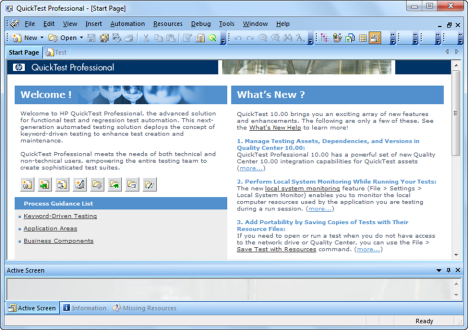 QuickTest Professional - [Start Page]
File Edit View Insert Automation Resources Debug Tools Window Help
New Open
Start Page Test
hp QuickTest Professional
Welcome !
Welcome to HP QuickTest Professional, the advanced solution
for functional test and regression test automation. This next-
generation automated testing solution deploys the concept of
keyword-driven testing to enhance test creation and
maintenance.
QuickTest Professional meets the needs of both technical and
non-technical users, empowering the entire testing team to
create sophisticated test suites.
Process Guidance List
» Keyword-Driven Testing
» Application Areas
» Business Components
What's New ?
QuickTest 10.00 brings you an exciting array of new features
and enhancements. The following are only a few of these. See
the What's New Help to learn more!
1. Manage Testing Assets, Dependencies, and Versions in
Quality Center 10.00:
QuickTest Professional 10.00 has a powerful set of new Quality
Center 10.00 integration capabilities for QuickTest assets
(more...)
2. Perform Local System Monitoring While Running Your Tests:
The new local system monitoring feature (File > Settings >
Local System Monitor) enables you to monitor the local
computer resources used by the application you are testing
during a run session. (more...)
3. Add Portability by Saving Copies of Tests with Their
Resource Files:
If you need to open or run a test when you do not have access
to the network drive or Quality Center, you can use the File >
Save Test with Resources command. (more...)
Active Screen
Active Screen Information Missing Resources
Ready